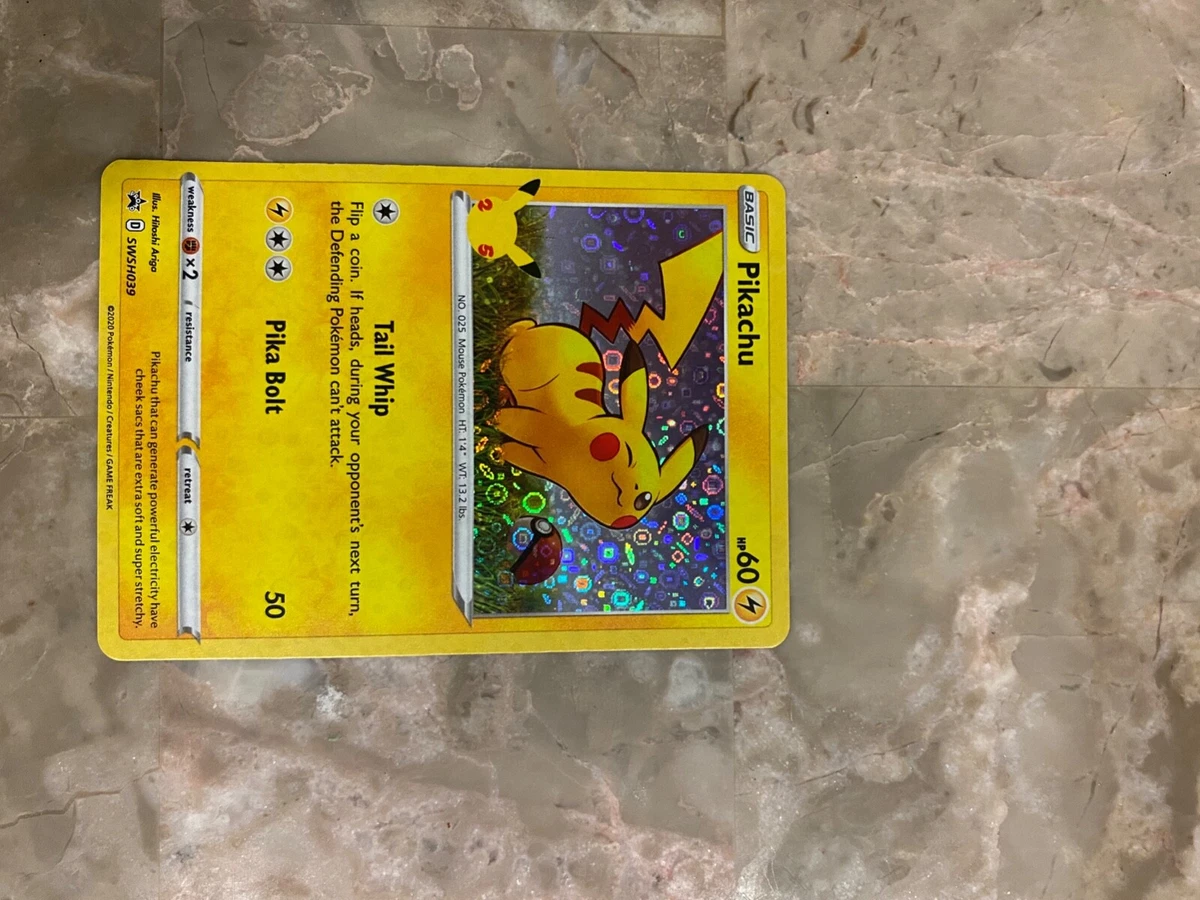 BASIC Pikachu HP 60
25
NO. 025 Mouse Pokémon HT: 1'4" WT: 13.2 lbs.
Tail Whip
Flip a coin. If heads, during your opponent's next turn,
the Defending Pokémon can't attack.
Pika Bolt 50
weakness ×2 resistance retreat
Illus. Hitoshi Ariga
D SWSH039
Pikachu that can generate powerful electricity have
cheek sacs that are extra soft and super stretchy.
©2020 Pokémon / Nintendo / Creatures / GAME FREAK